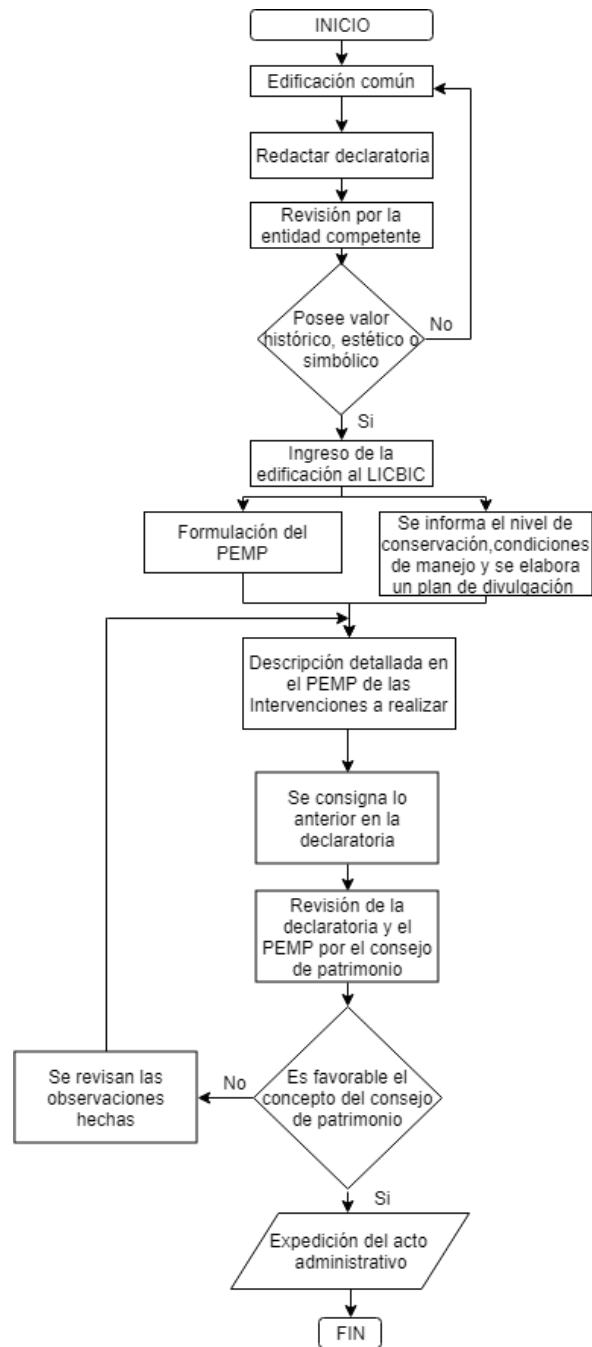 INICIO
Edificación común
Redactar declaratoria
Revisión por la
entidad competente
Posee valor
histórico, estético o
simbólico
No
Si
Ingreso de la
edificación al LICBIC
Formulación del
PEMP
Se informa el nivel de
conservación,condiciones
de manejo y se elabora
un plan de divulgación
Descripción detallada en
el PEMP de las
Intervenciones a realizar
Se consigna lo
anterior en la
declaratoria
Revisión de la
declaratoria y el
PEMP por el consejo
de patrimonio
Es favorable el
concepto del consejo
de patrimonio
No
Se revisan las
observaciones
hechas
Si
Expedición del acto
administrativo
FIN